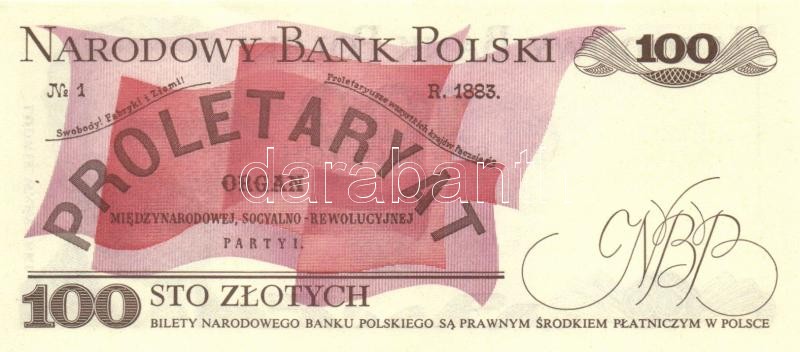 NARODOWY BANK POLSKI 100
№ 1 R. 1883.
Swobody! Fabryki i Ziemi!
Proletaryusze wszystkich krajów łączcie się
PROLETARYAT
ORGAN
MIĘDZYNARODOWEJ, SOCYALNO-REWOLUCYJNEJ
PARTYI.
darabanth
NBP
100 STO ZŁOTYCH
BILETY NARODOWEGO BANKU POLSKIEGO SĄ PRAWNYM ŚRODKIEM PŁATNICZYM W POLSCE